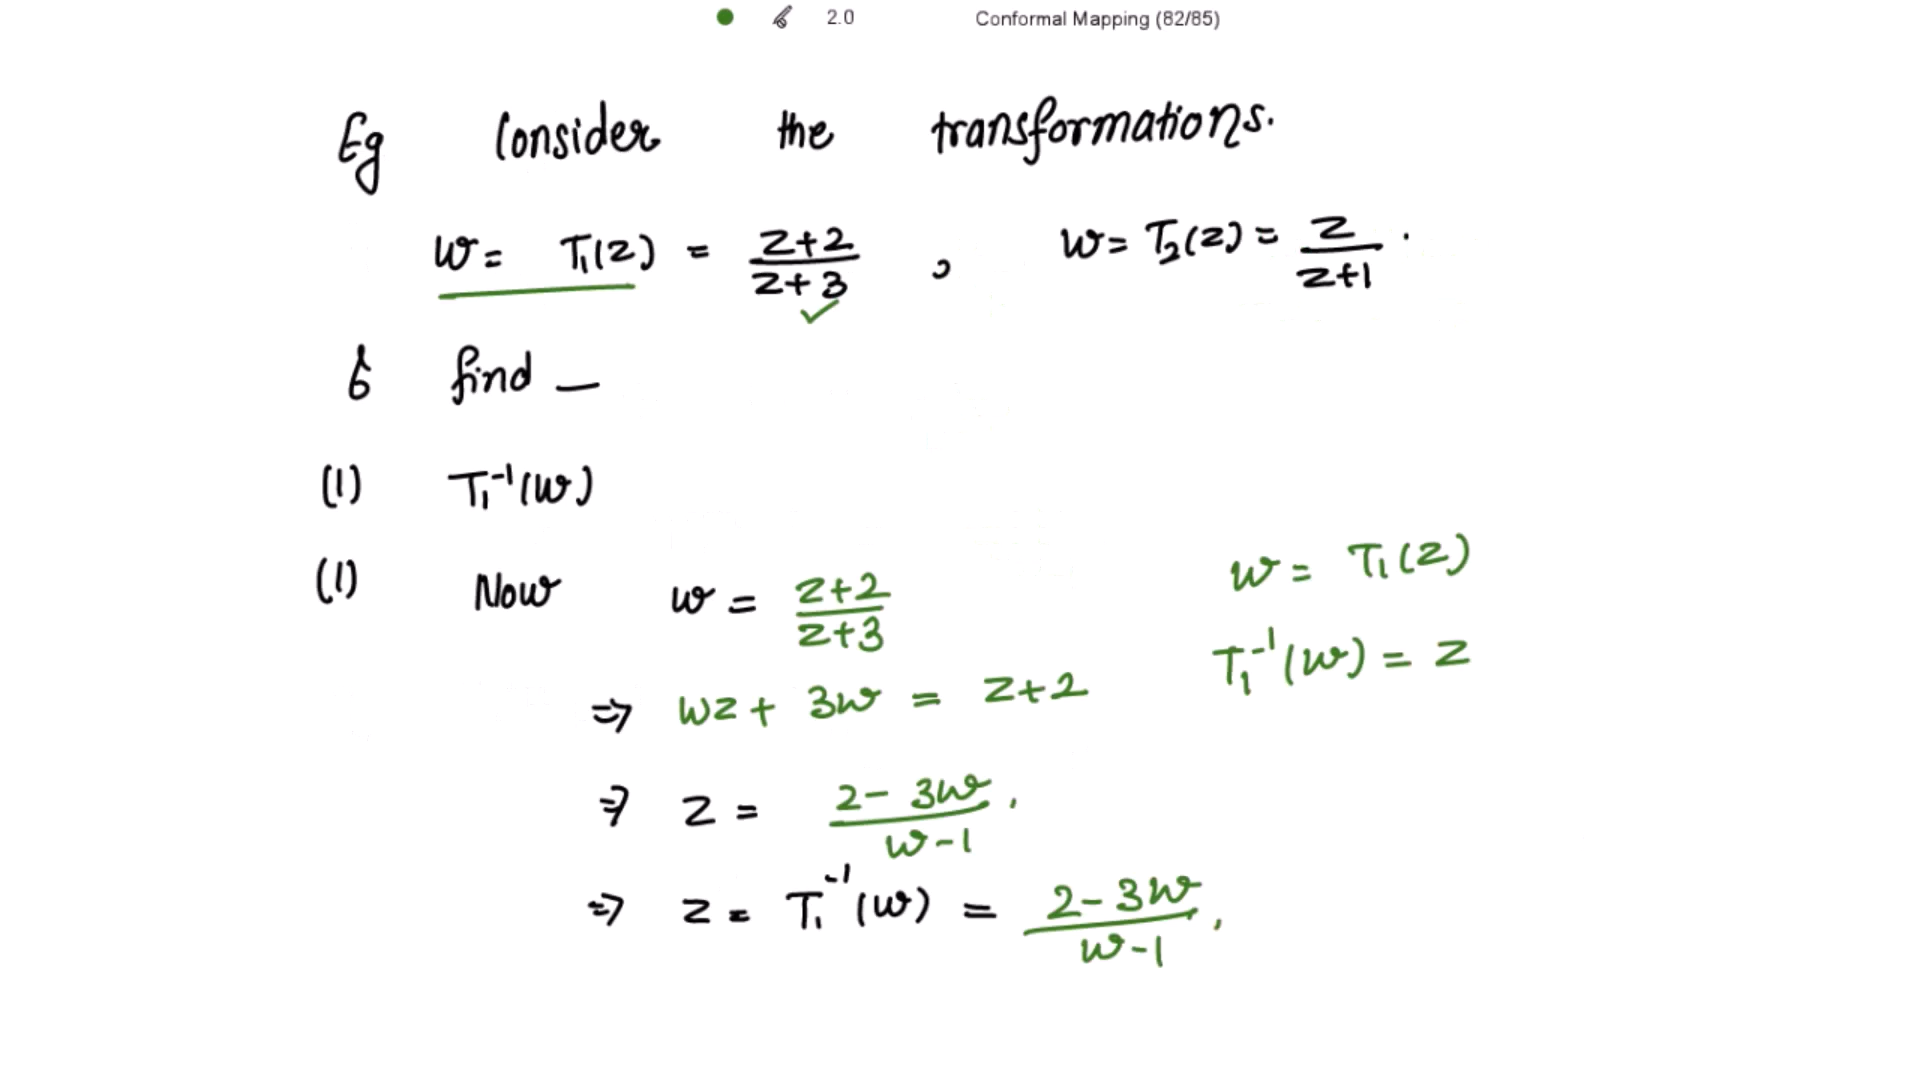 2.0 Conformal Mapping (82/85)
Eg Consider the transformations.
w = T₁(z) = (z+2)/(z+3) , w = T₂(z) = z/(z+1) .
& find —
(1) T₁⁻¹(w)
(1) Now w = (z+2)/(z+3)
w = T₁(z)
T₁⁻¹(w) = z
⇒ wz + 3w = z+2
⇒ z = (2-3w)/(w-1) ,
⇒ z = T₁⁻¹(w) = (2-3w)/(w-1) ,